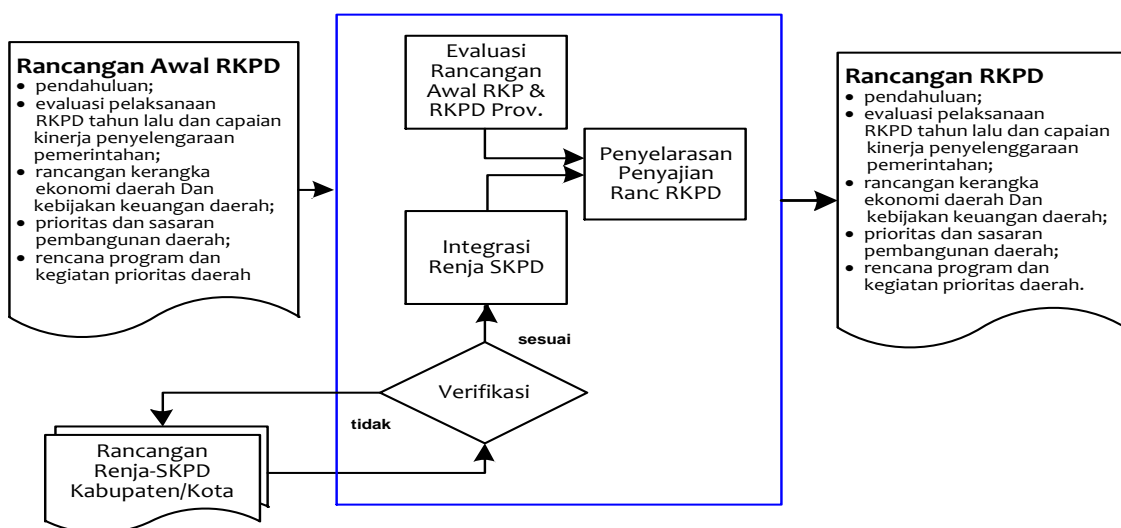 Rancangan Awal RKPD
• pendahuluan;
• evaluasi pelaksanaan
RKPD tahun lalu dan capaian
kinerja penyelengaraan
pemerintahan;
• rancangan kerangka
ekonomi daerah Dan
kebijakan keuangan daerah;
• prioritas dan sasaran
pembangunan daerah;
• rencana program dan
kegiatan prioritas daerah
Evaluasi
Rancangan
Awal RKP &
RKPD Prov.
Penyelarasan
Penyajian
Ranc RKPD
Integrasi
Renja SKPD
sesuai
Verifikasi
tidak
Rancangan
Renja-SKPD
Kabupaten/Kota
Rancangan RKPD
• pendahuluan;
• evaluasi pelaksanaan
RKPD tahun lalu dan capaian
kinerja penyelenggaraan
pemerintahan;
• rancangan kerangka
ekonomi daerah Dan
kebijakan keuangan daerah;
• prioritas dan sasaran
pembangunan daerah;
• rencana program dan
kegiatan prioritas daerah.